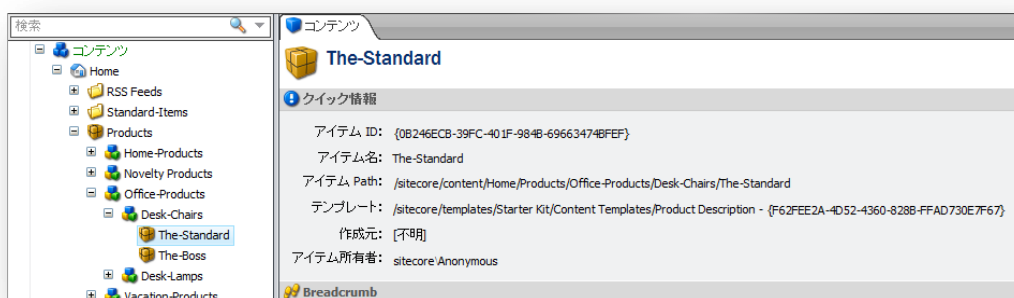 検索
コンテンツ
Home
RSS Feeds
Standard-Items
Products
Home-Products
Novelty Products
Office-Products
Desk-Chairs
The-Standard
The-Boss
Desk-Lamps
Vacation-Products
コンテンツ
The-Standard
クイック情報
アイテム ID: {0B246ECB-39FC-401F-984B-69663474BFEF}
アイテム名: The-Standard
アイテム Path: /sitecore/content/Home/Products/Office-Products/Desk-Chairs/The-Standard
テンプレート: /sitecore/templates/Starter Kit/Content Templates/Product Description - {F62FEE2A-4D52-4360-828B-FFAD730E7F67}
作成元: [不明]
アイテム所有者: sitecore\Anonymous
Breadcrumb